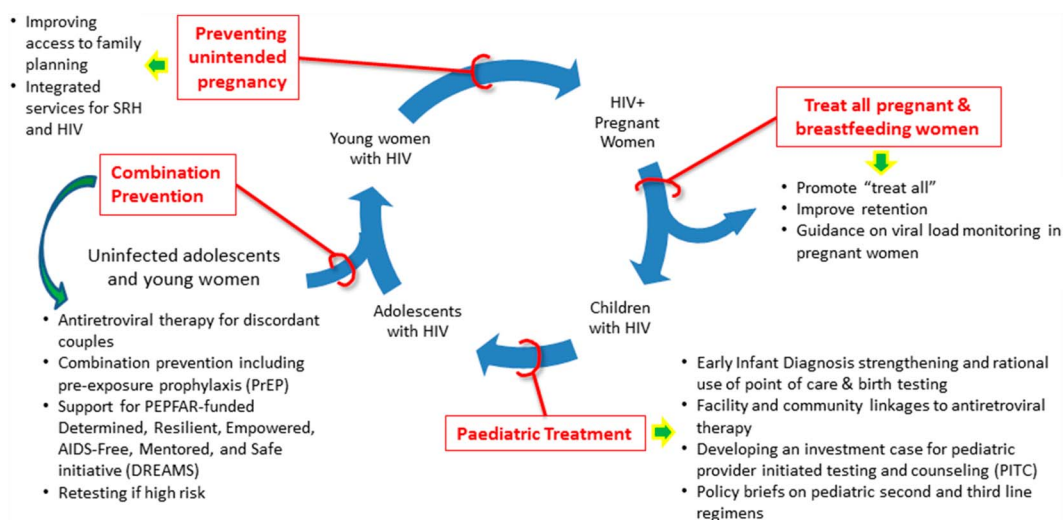 • Improving
access to family
planning
• Integrated
services for SRH
and HIV
Preventing
unintended
pregnancy
Young women
with HIV
HIV+
Pregnant
Women
Treat all pregnant &
breastfeeding women
• Promote “treat all”
• Improve retention
• Guidance on viral load monitoring in
pregnant women
Combination
Prevention
Uninfected adolescents
and young women
Adolescents
with HIV
Children
with HIV
• Antiretroviral therapy for discordant
couples
• Combination prevention including
pre-exposure prophylaxis (PrEP)
• Support for PEPFAR-funded
Determined, Resilient, Empowered,
AIDS-Free, Mentored, and Safe
initiative (DREAMS)
• Retesting if high risk
Paediatric Treatment
• Early Infant Diagnosis strengthening and rational
use of point of care & birth testing
• Facility and community linkages to antiretroviral
therapy
• Developing an investment case for pediatric
provider initiated testing and counseling (PITC)
• Policy briefs on pediatric second and third line
regimens